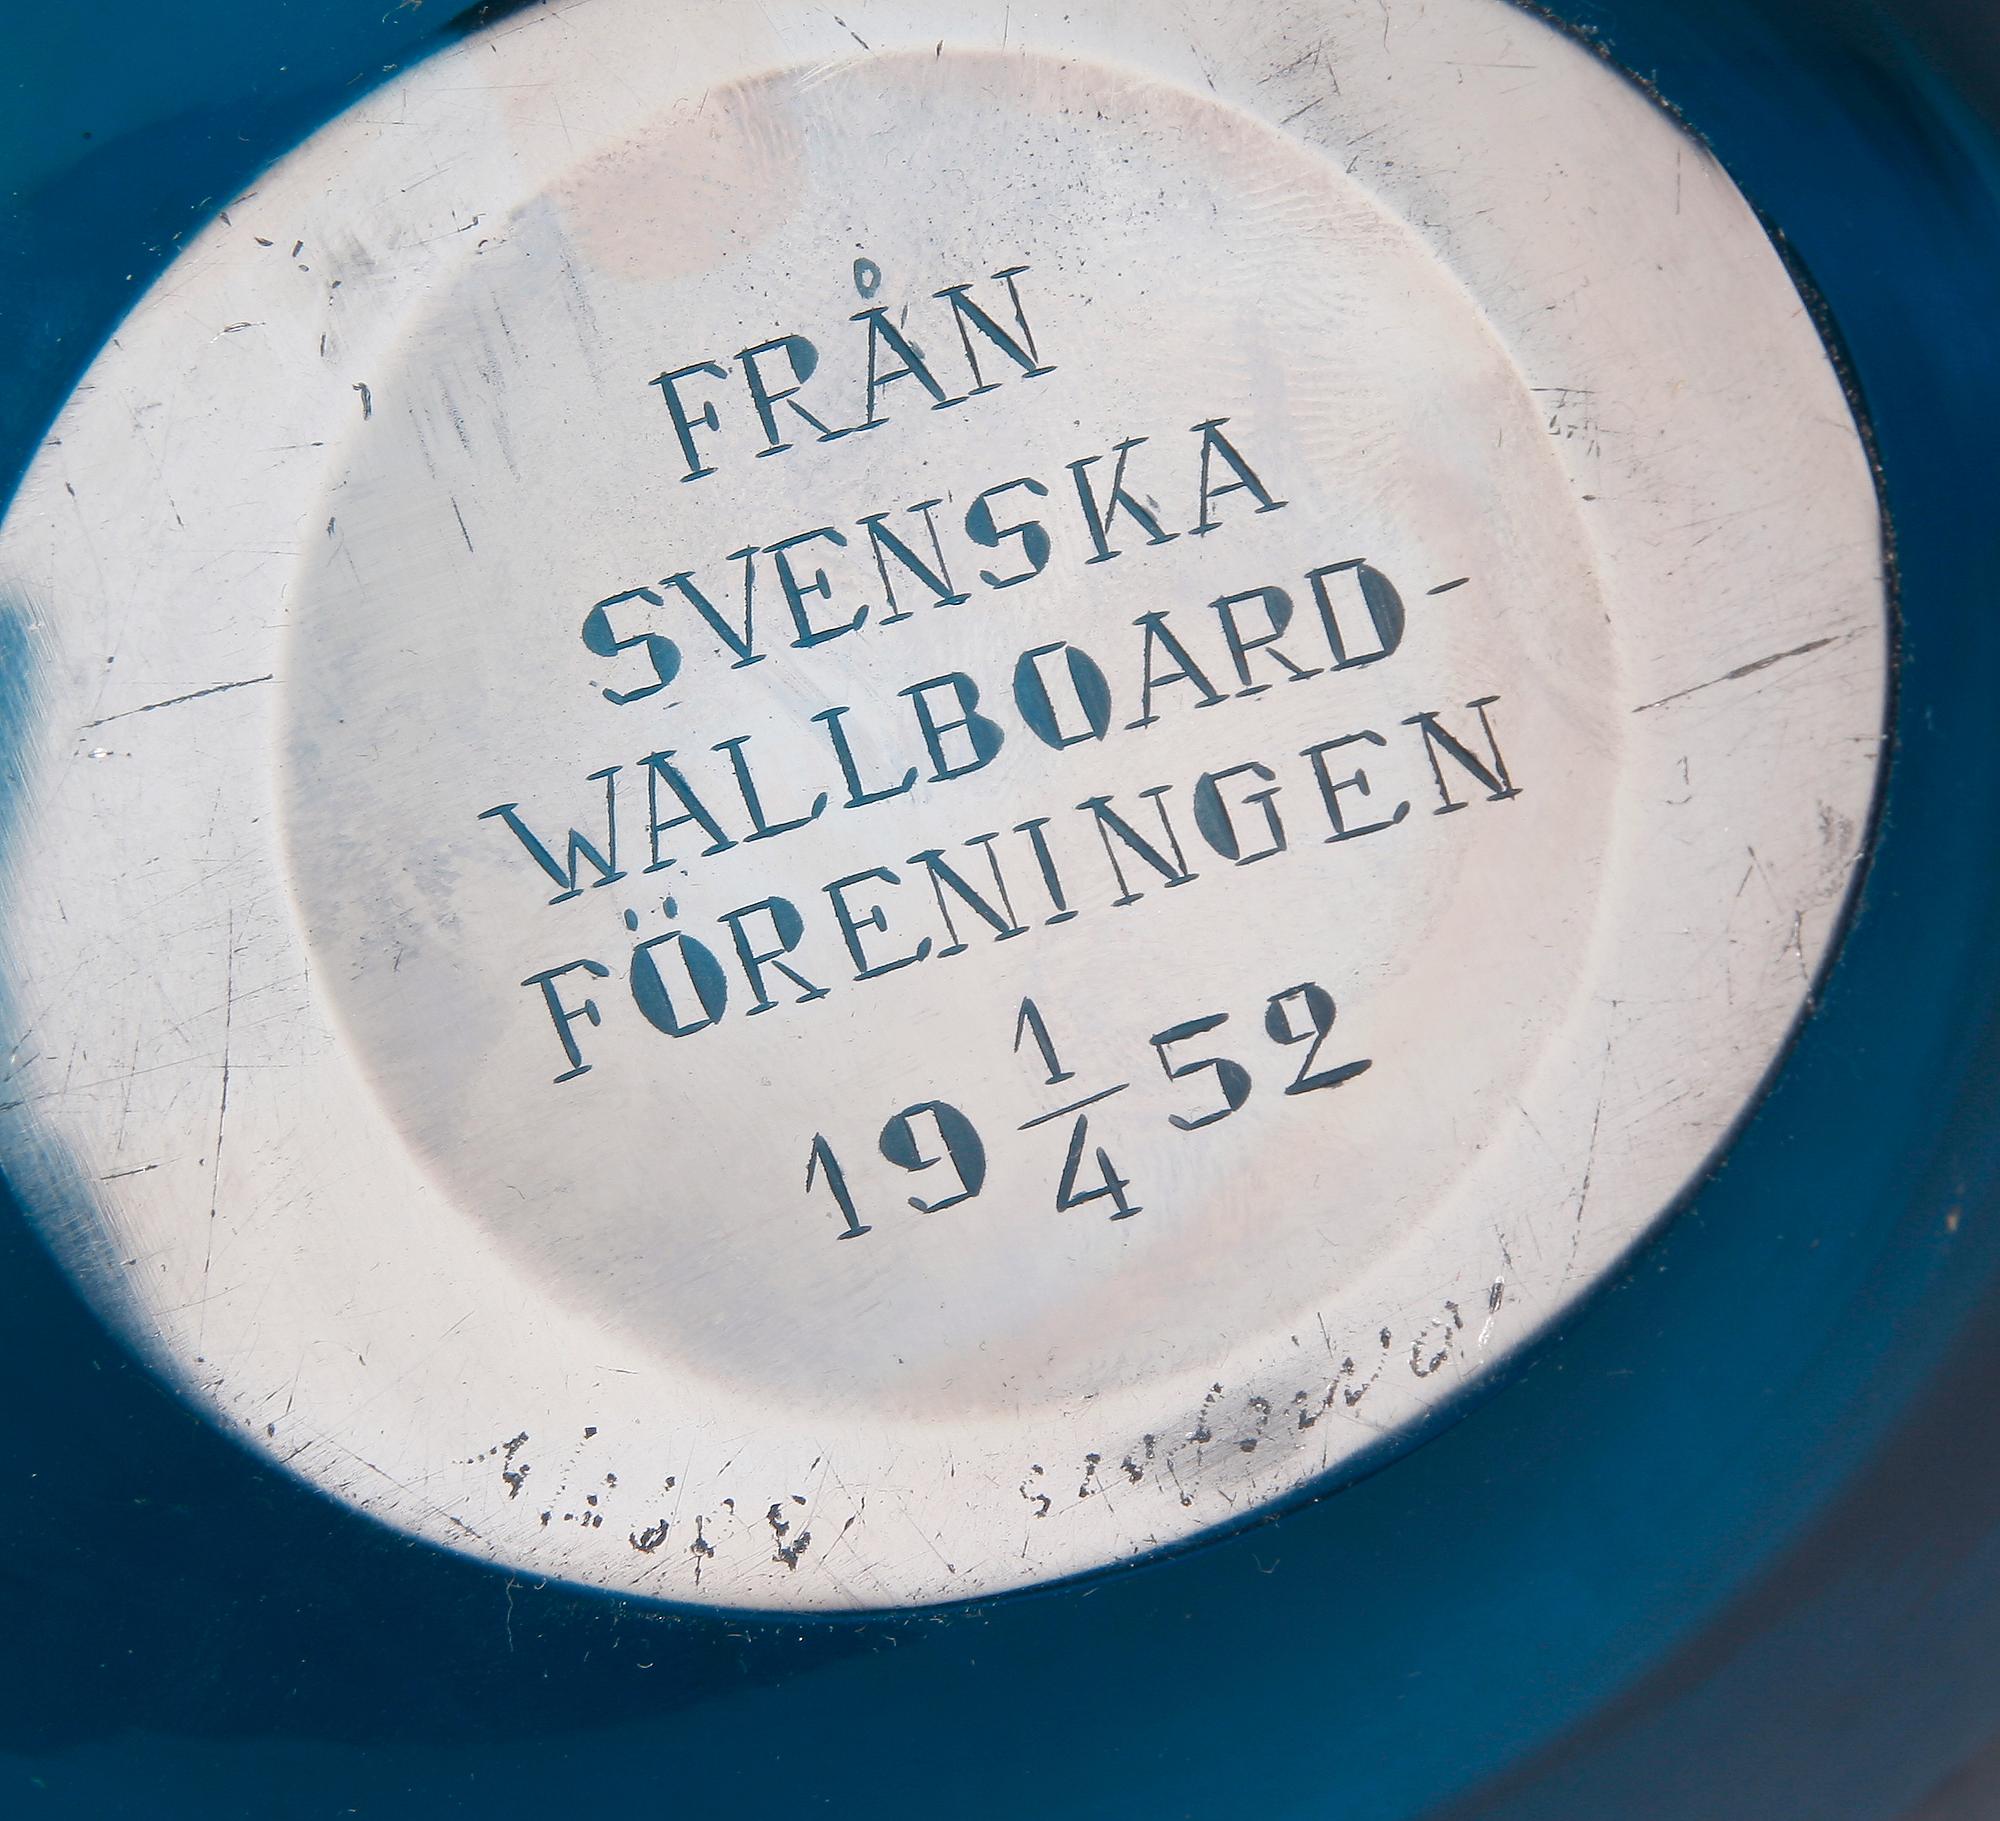 FRÅN
SVENSKA
WALLBOARD-
FÖRENINGEN
19 1/4 52